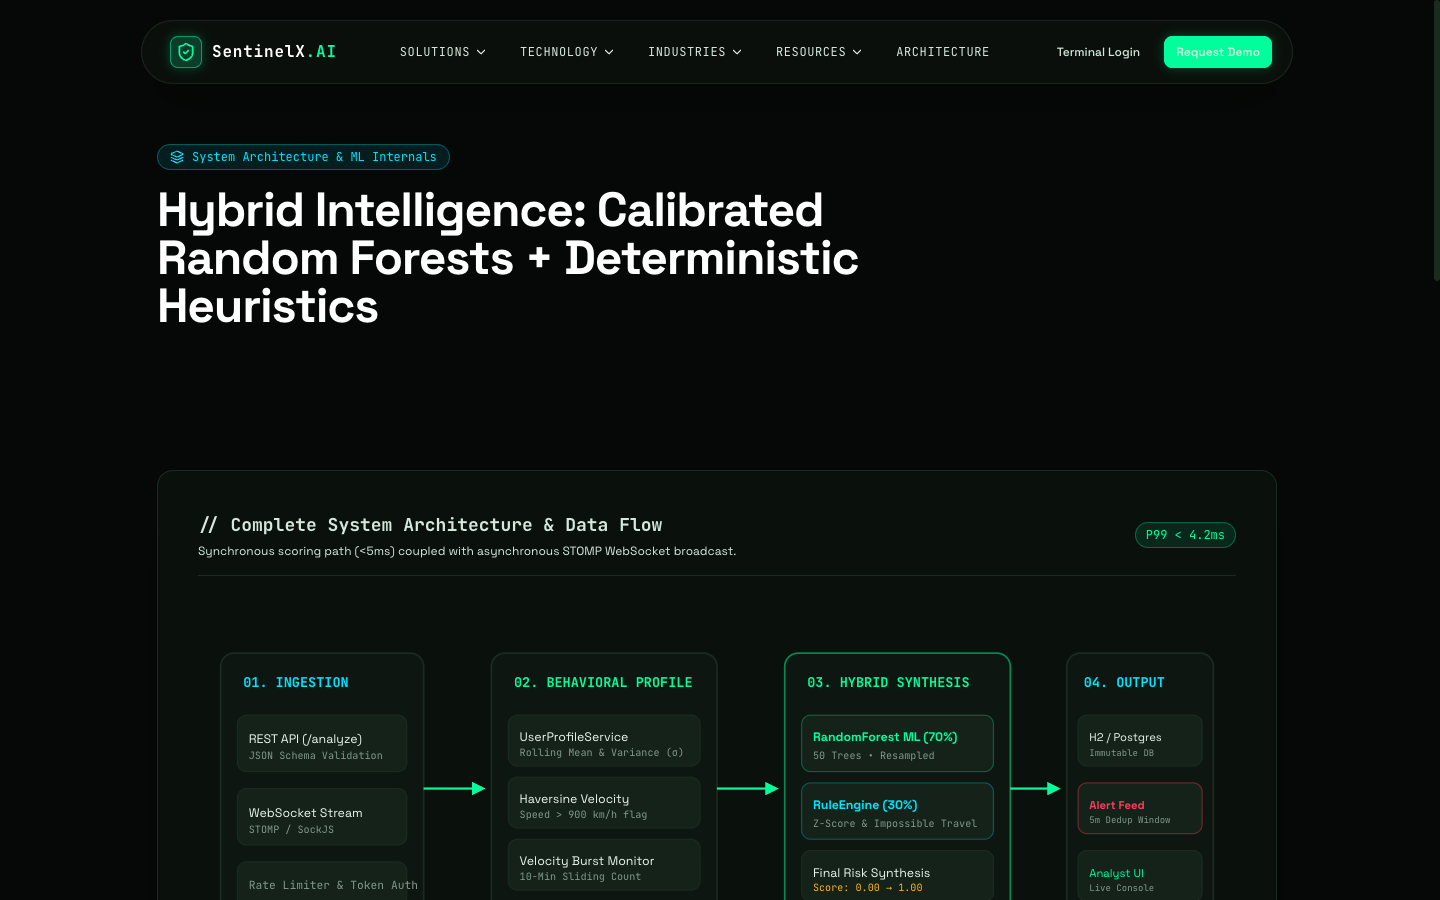 SentinelX.AI
SOLUTIONS
TECHNOLOGY
INDUSTRIES
RESOURCES
ARCHITECTURE
Terminal Login
Request Demo
System Architecture & ML Internals
Hybrid Intelligence: Calibrated
Random Forests + Deterministic
Heuristics
// Complete System Architecture & Data Flow
Synchronous scoring path (<5ms) coupled with asynchronous STOMP WebSocket broadcast.
P99 < 4.2ms
01. INGESTION
REST API (/analyze)
JSON Schema Validation
WebSocket Stream
STOMP / SockJS
Rate Limiter & Token Auth
02. BEHAVIORAL PROFILE
UserProfileService
Rolling Mean & Variance (σ)
Haversine Velocity
Speed > 900 km/h flag
Velocity Burst Monitor
10-Min Sliding Count
03. HYBRID SYNTHESIS
RandomForest ML (70%)
50 Trees • Resampled
RuleEngine (30%)
Z-Score & Impossible Travel
Final Risk Synthesis
Score: 0.00 → 1.00
04. OUTPUT
H2 / Postgres
Immutable DB
Alert Feed
5m Dedup Window
Analyst UI
Live Console